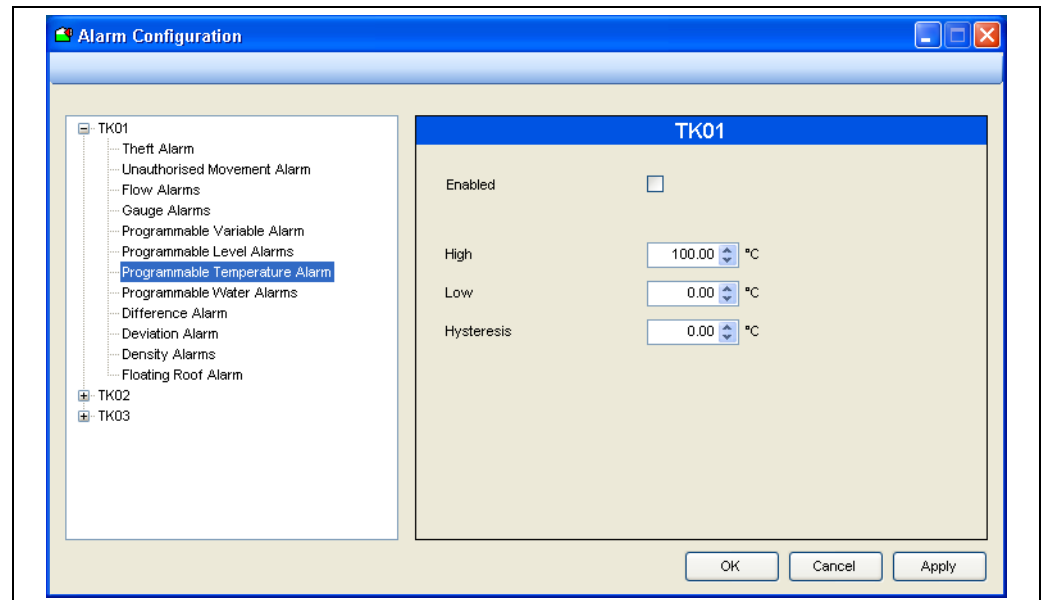 Alarm Configuration
TK01
Theft Alarm
Unauthorised Movement Alarm
Flow Alarms
Gauge Alarms
Programmable Variable Alarm
Programmable Level Alarms
Programmable Temperature Alarm
Programmable Water Alarms
Difference Alarm
Deviation Alarm
Density Alarms
Floating Roof Alarm
TK02
TK03
TK01
Enabled
High 100.00 °C
Low 0.00 °C
Hysteresis 0.00 °C
OK Cancel Apply